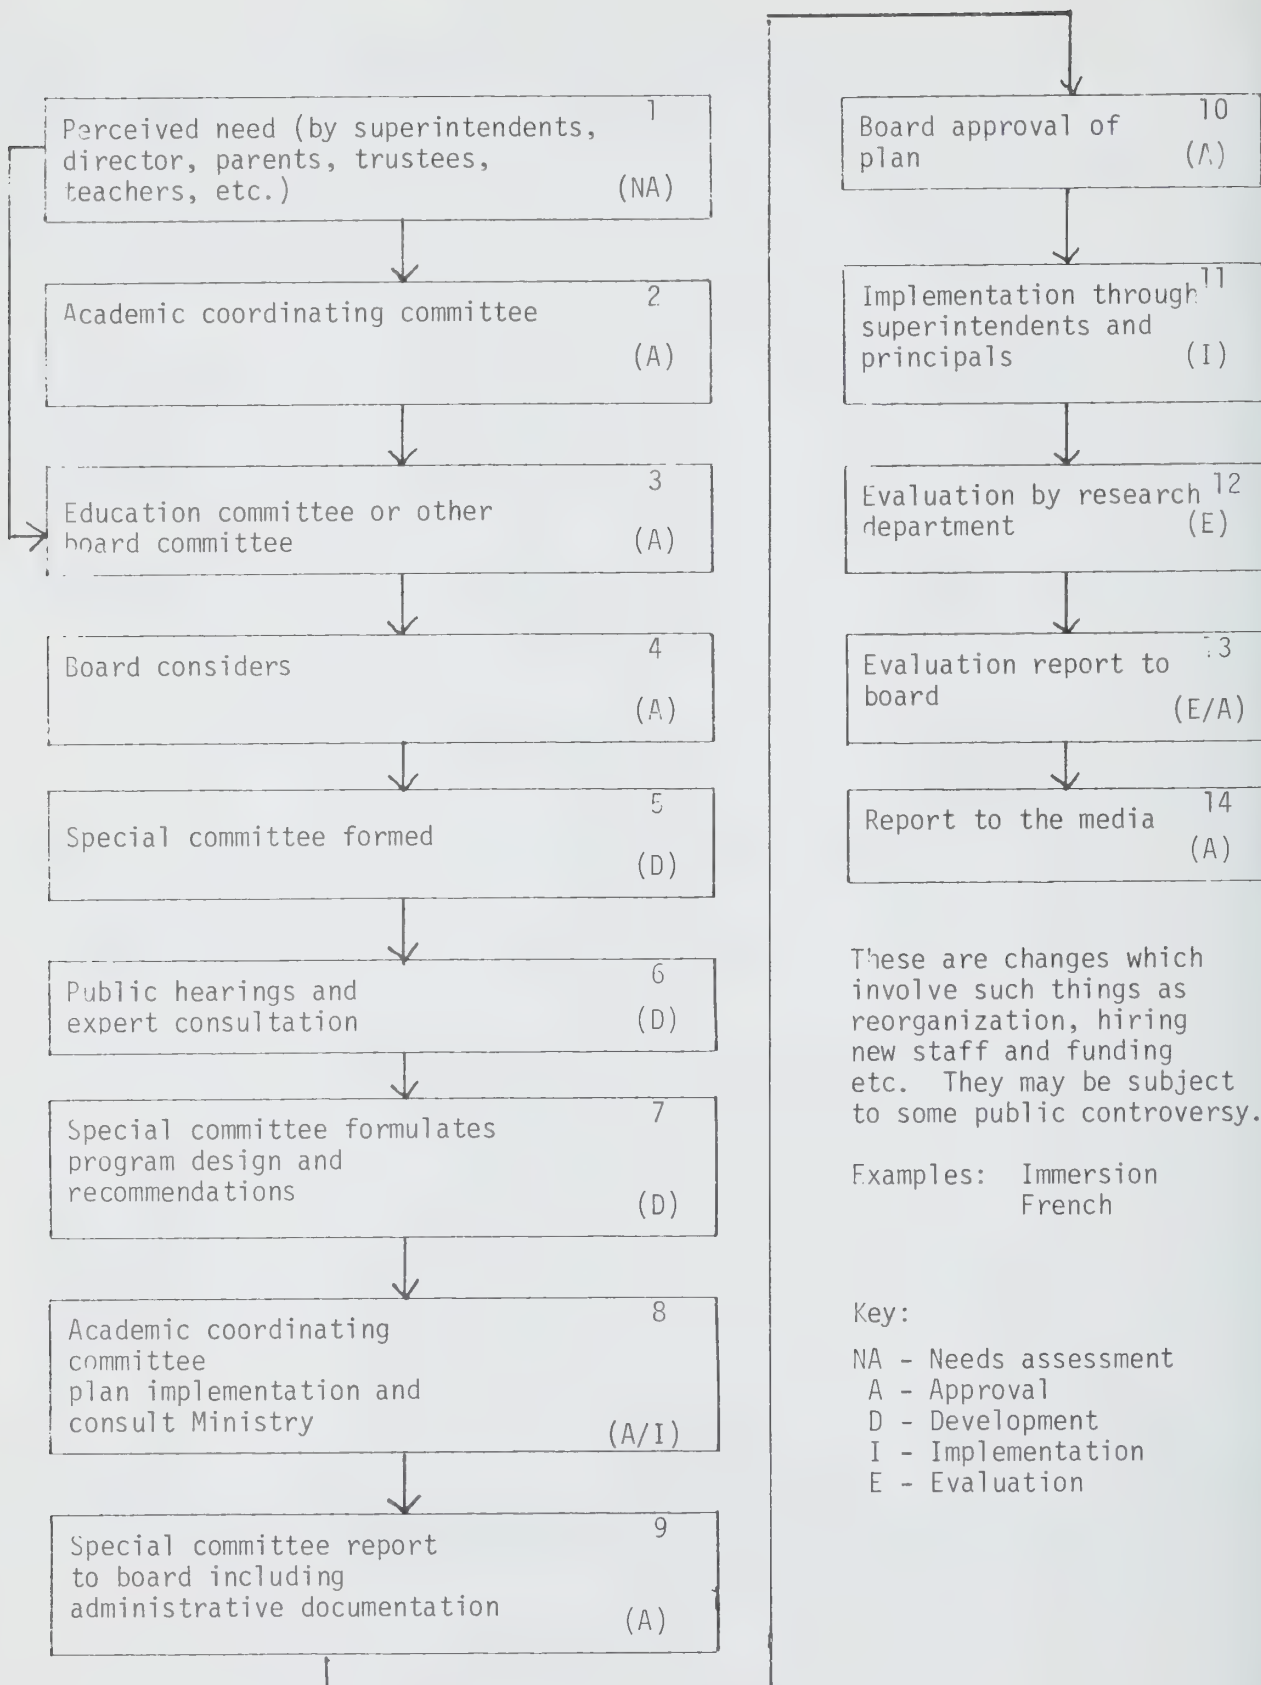 1
Perceived need (by superintendents,
director, parents, trustees,
teachers, etc.) (NA)
2
Academic coordinating committee
(A)
3
Education committee or other
board committee (A)
4
Board considers
(A)
5
Special committee formed
(D)
6
Public hearings and
expert consultation (D)
7
Special committee formulates
program design and
recommendations (D)
8
Academic coordinating
committee
plan implementation and
consult Ministry (A/I)
9
Special committee report
to board including
administrative documentation (A)
10
Board approval of
plan (A)
11
Implementation through
superintendents and
principals (I)
12
Evaluation by research
department (E)
13
Evaluation report to
board (E/A)
14
Report to the media
(A)
These are changes which
involve such things as
reorganization, hiring
new staff and funding
etc. They may be subject
to some public controversy.
Examples: Immersion
French
Key:
NA - Needs assessment
A - Approval
D - Development
I - Implementation
E - Evaluation